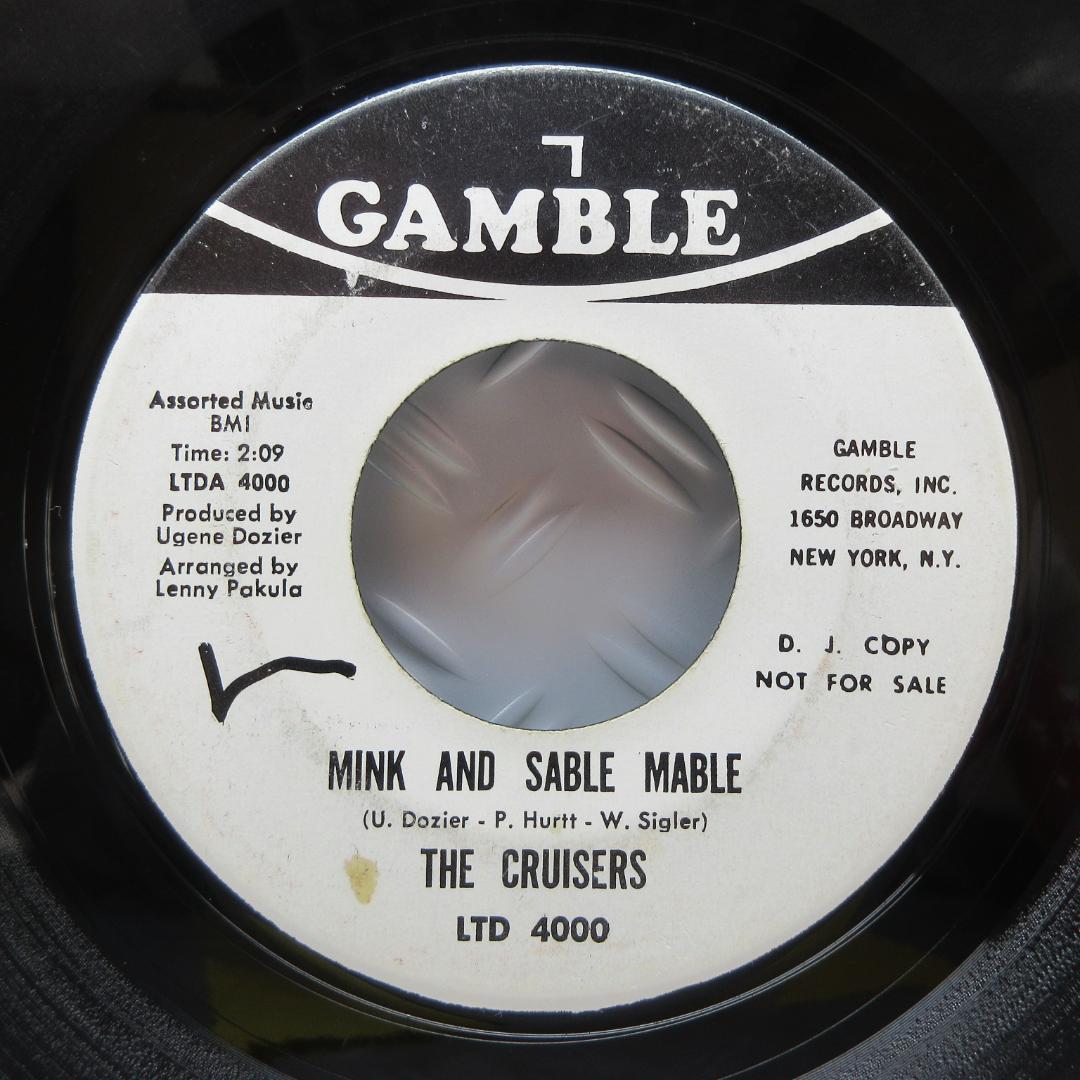 GAMBLE
Assorted Music
BMI
Time: 2:09
LTDA 4000
Produced by
Ugene Dozier
Arranged by
Lenny Pakula
GAMBLE
RECORDS, INC.
1650 BROADWAY
NEW YORK, N.Y.
D. J. COPY
NOT FOR SALE
MINK AND SABLE MABLE
(U. Dozier - P. Hurtt - W. Sigler)
THE CRUISERS
LTD 4000